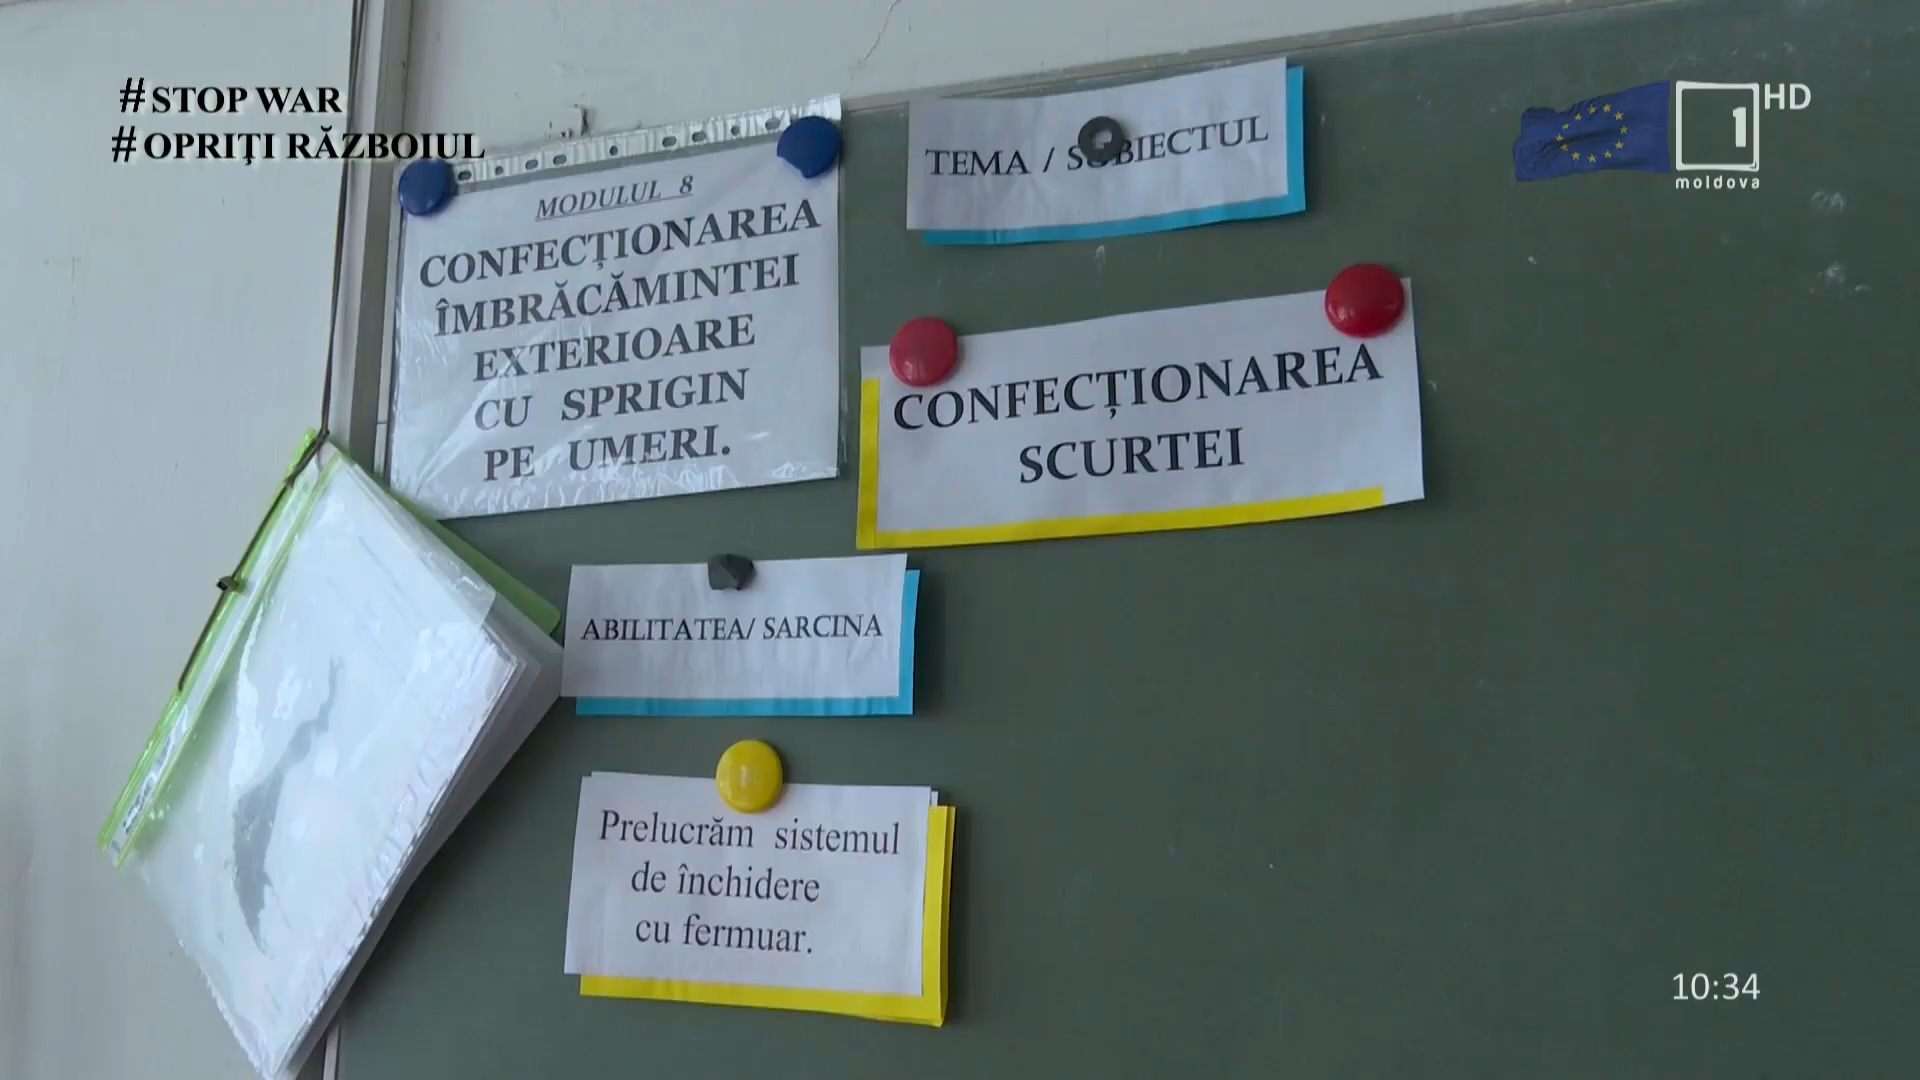 #STOP WAR
#OPRIŢI RĂZBOIUL
1 HD
moldova
MODULUL 8
CONFECȚIONAREA
ÎMBRĂCĂMINTEI
EXTERIOARE
CU SPRIGIN
PE UMERI.
TEMA / SUBIECTUL
CONFECȚIONAREA
SCURTEI
ABILITATEA/ SARCINA
Prelucrăm sistemul
de închidere
cu fermuar.
10:34